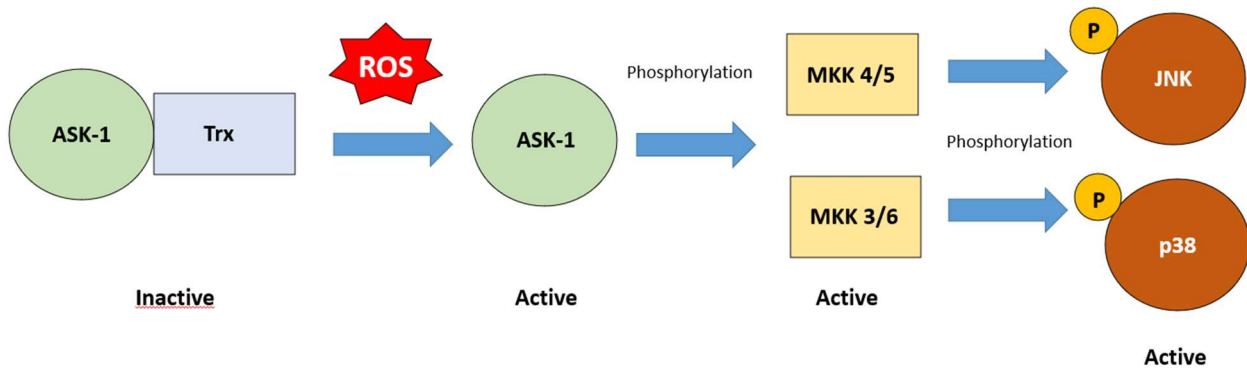 ASK-1
Trx
ROS
ASK-1
Phosphorylation
MKK 4/5
MKK 3/6
Phosphorylation
P
JNK
P
p38
Inactive
Active
Active
Active